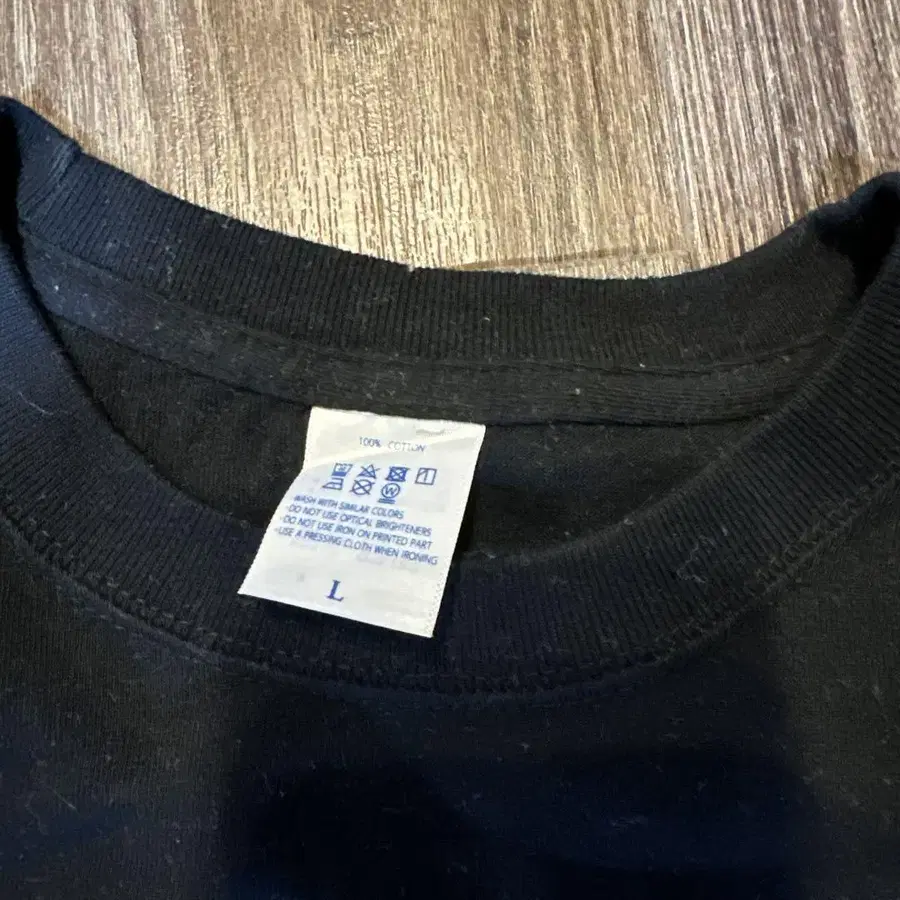 100% COTTON
W
WASH WITH SIMILAR COLORS
·DO NOT USE OPTICAL BRIGHTENERS
·DO NOT USE IRON ON PRINTED PART
·USE A PRESSING CLOTH WHEN IRONING
L